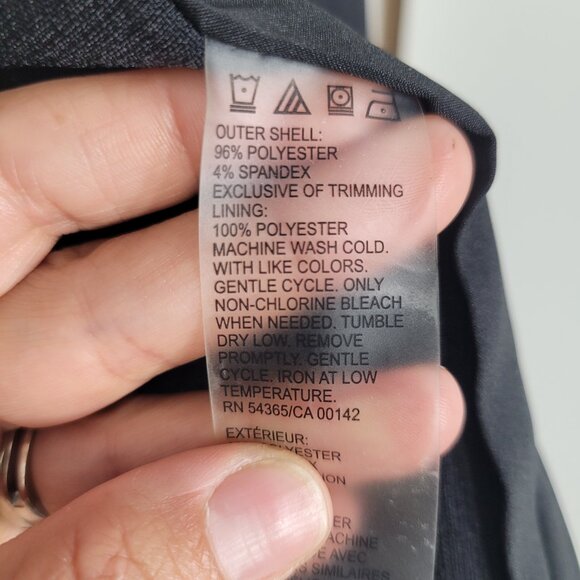 OUTER SHELL:
96% POLYESTER
4% SPANDEX
EXCLUSIVE OF TRIMMING
LINING:
100% POLYESTER
MACHINE WASH COLD.
WITH LIKE COLORS.
GENTLE CYCLE. ONLY
NON-CHLORINE BLEACH
WHEN NEEDED. TUMBLE
DRY LOW. REMOVE
PROMPTLY. GENTLE
CYCLE. IRON AT LOW
TEMPERATURE.
RN 54365/CA 00142
EXTÉRIEUR:
AVEC
SIMILAIRES